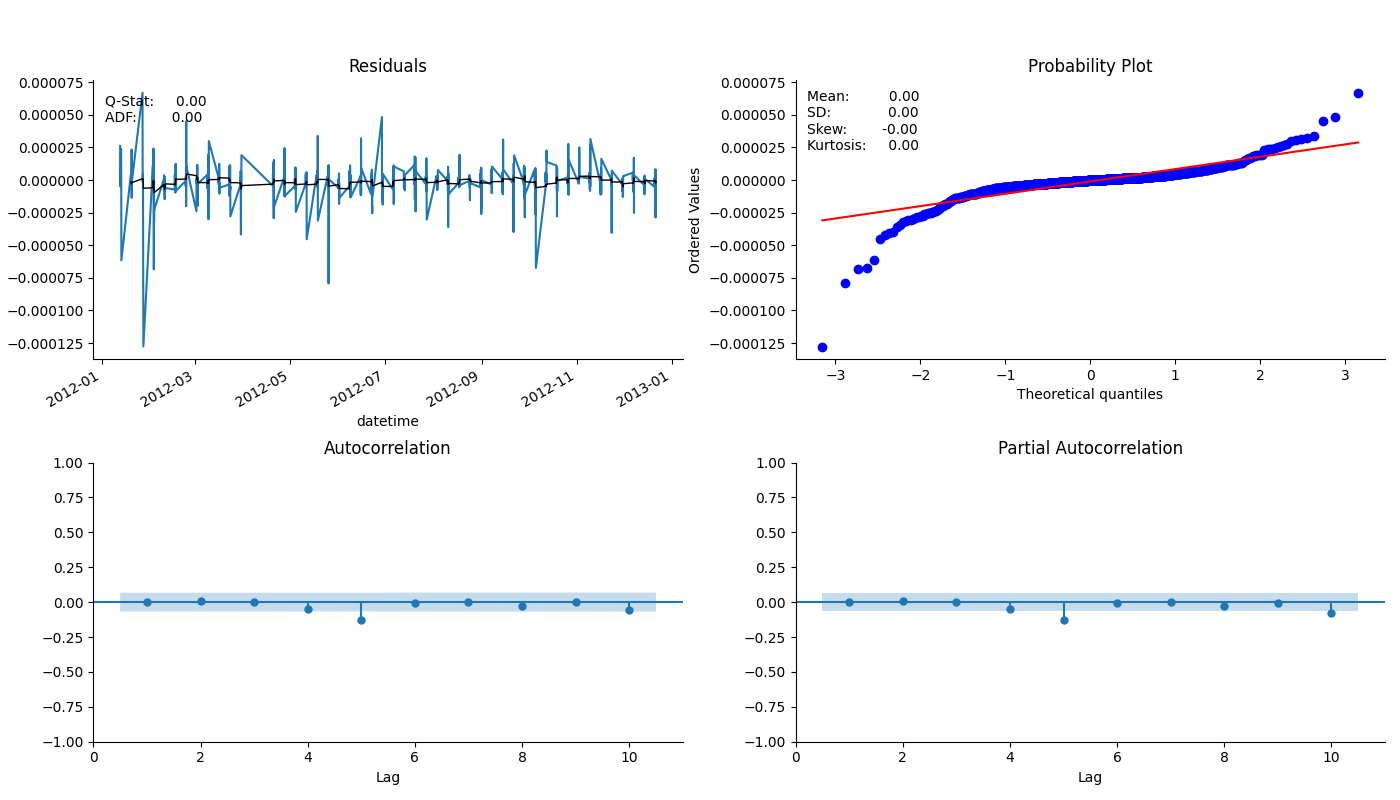 Residuals
0.000075
0.000050
0.000025
0.000000
−0.000025
−0.000050
−0.000075
−0.000100
−0.000125
Q-Stat: 0.00
ADF: 0.00
2012-01
2012-03
2012-05
2012-07
2012-09
2012-11
2013-01
datetime
Probability Plot
0.000075
0.000050
0.000025
0.000000
−0.000025
−0.000050
−0.000075
−0.000100
−0.000125
Ordered Values
Mean: 0.00
SD: 0.00
Skew: -0.00
Kurtosis: 0.00
−3 −2 −1 0 1 2 3
Theoretical quantiles
Autocorrelation
1.00
0.75
0.50
0.25
0.00
−0.25
−0.50
−0.75
−1.00
0 2 4 6 8 10
Lag
Partial Autocorrelation
1.00
0.75
0.50
0.25
0.00
−0.25
−0.50
−0.75
−1.00
0 2 4 6 8 10
Lag